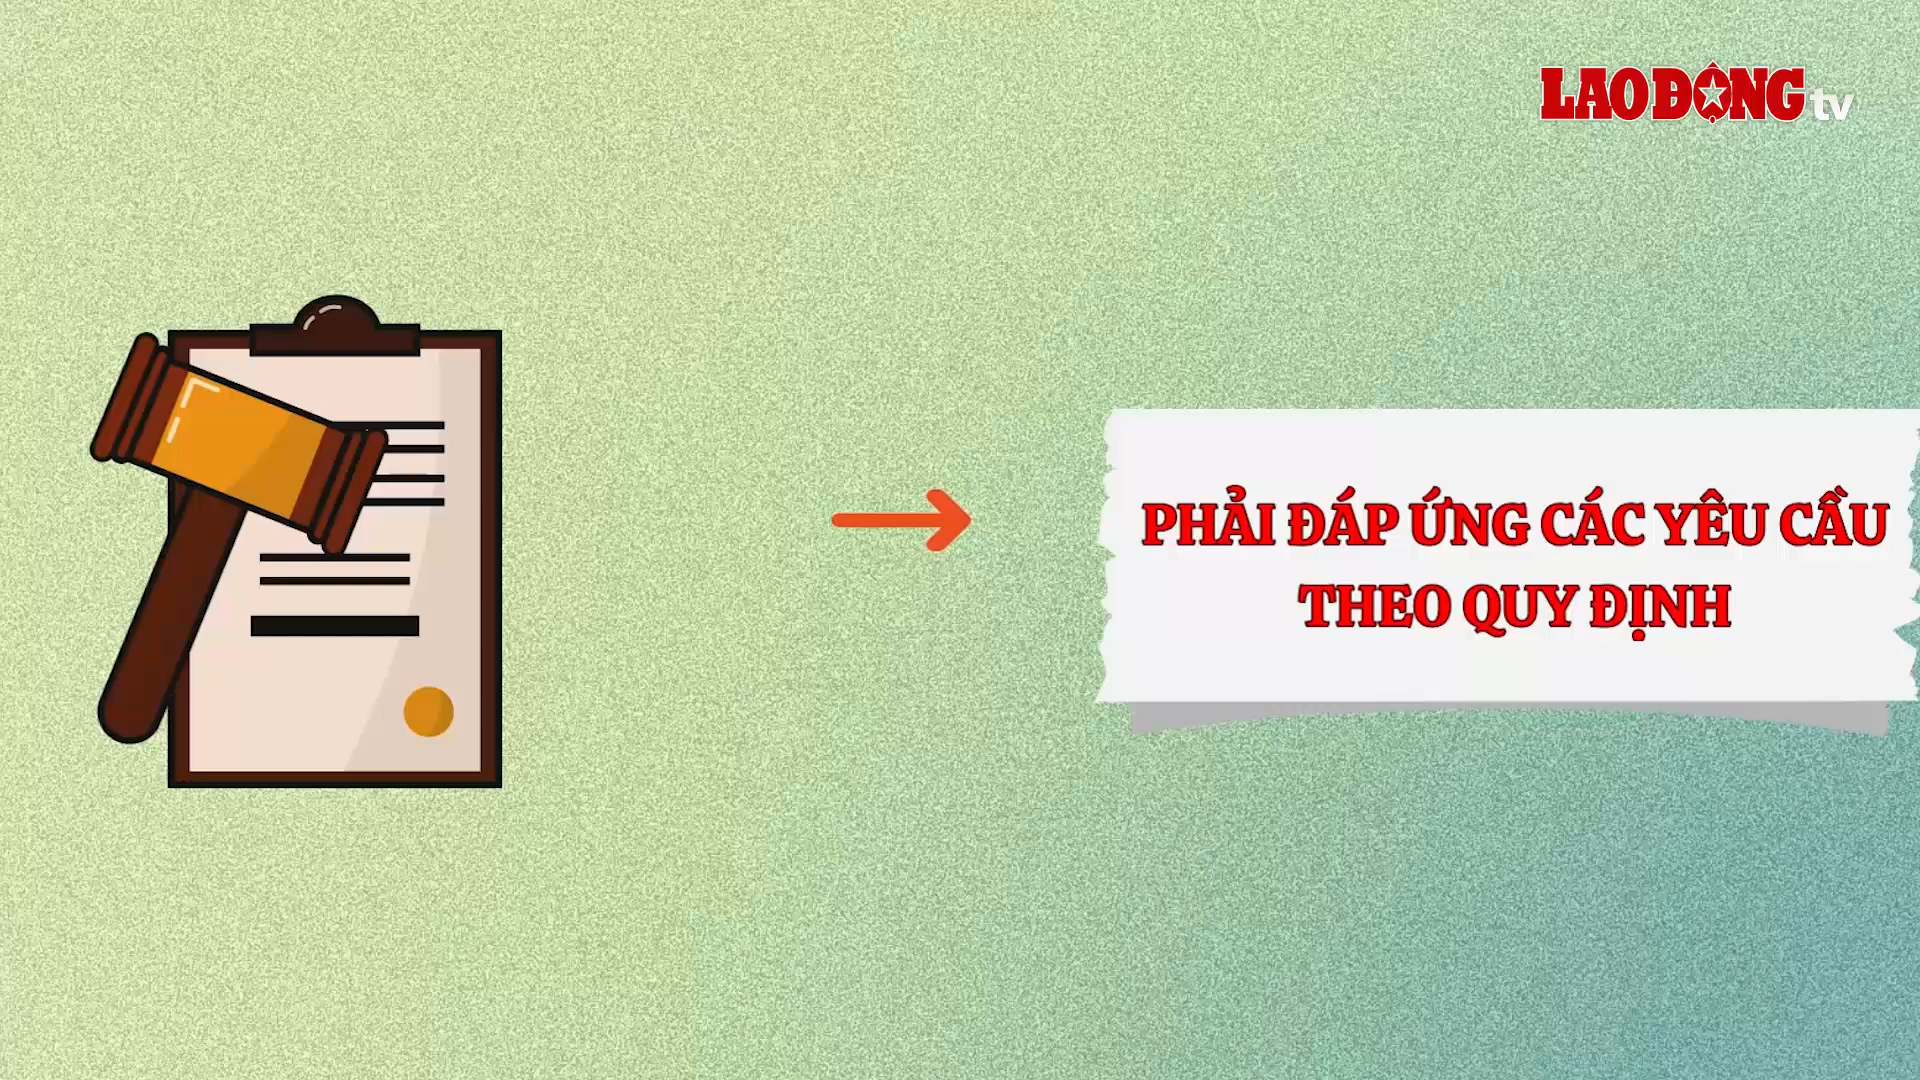 LAO ĐỘNG tv
PHẢI ĐÁP ỨNG CÁC YÊU CẦU
THEO QUY ĐỊNH